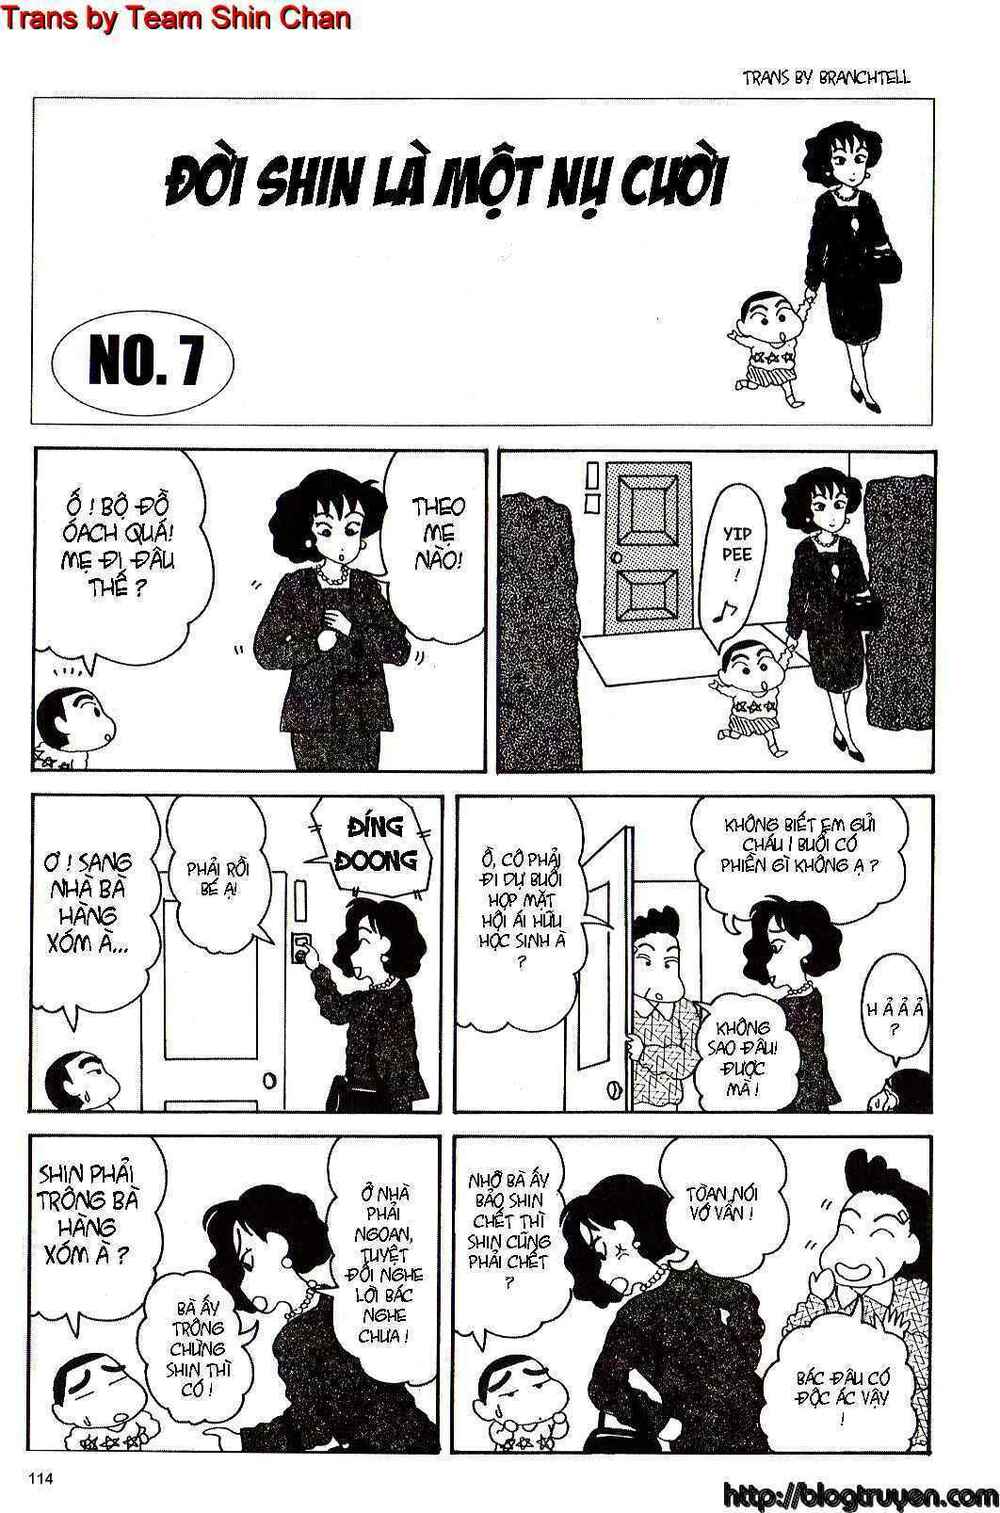 Trans by Team Shin Chan
TRANS BY BRANCHTELL
ĐỜI SHIN LÀ MỘT NỤ CƯỜI
NO. 7
Ố ! BỘ ĐỒ
ÓACH QUÁ!
MẸ ĐI ĐÂU
THẾ ?
THEO
MẸ
NÀO!
YIP
PEE
!
Ơ ! SANG
NHÀ BÀ
HÀNG
XÓM À...
PHẢI RỒI
BÉ Ạ!
ĐÍNG
ĐOONG
Ồ, CÔ PHẢI
ĐI DỰ BUỔI
HỌP MẶT
HỘI ÁI HỮU
HỌC SINH À
?
KHÔNG BIẾT EM GỬI
CHÁU 1 BUỔI CÓ
PHIỀN GÌ KHÔNG Ạ ?
KHÔNG
SAO ĐÂU!
ĐƯỢC
MÀ !
HẢẢẢ
?
SHIN PHẢI
TRÔNG BÀ
HÀNG
XÓM À ?
BÀ ẤY
TRÔNG
CHỪNG
SHIN THÌ
CÓ !
Ở NHÀ
PHẢI
NGOAN,
TUYỆT
ĐỐI NGHE
LỜI BÁC
NGHE
CHƯA !
NHỠ BÀ ẤY
BẢO SHIN
CHẾT THÌ
SHIN CŨNG
PHẢI CHẾT
?
TÒAN NÓI
VỚ VẨN !
BÁC ĐÂU CÓ
ĐỘC ÁC VẬY
!
114
http://blogtruyen.com/